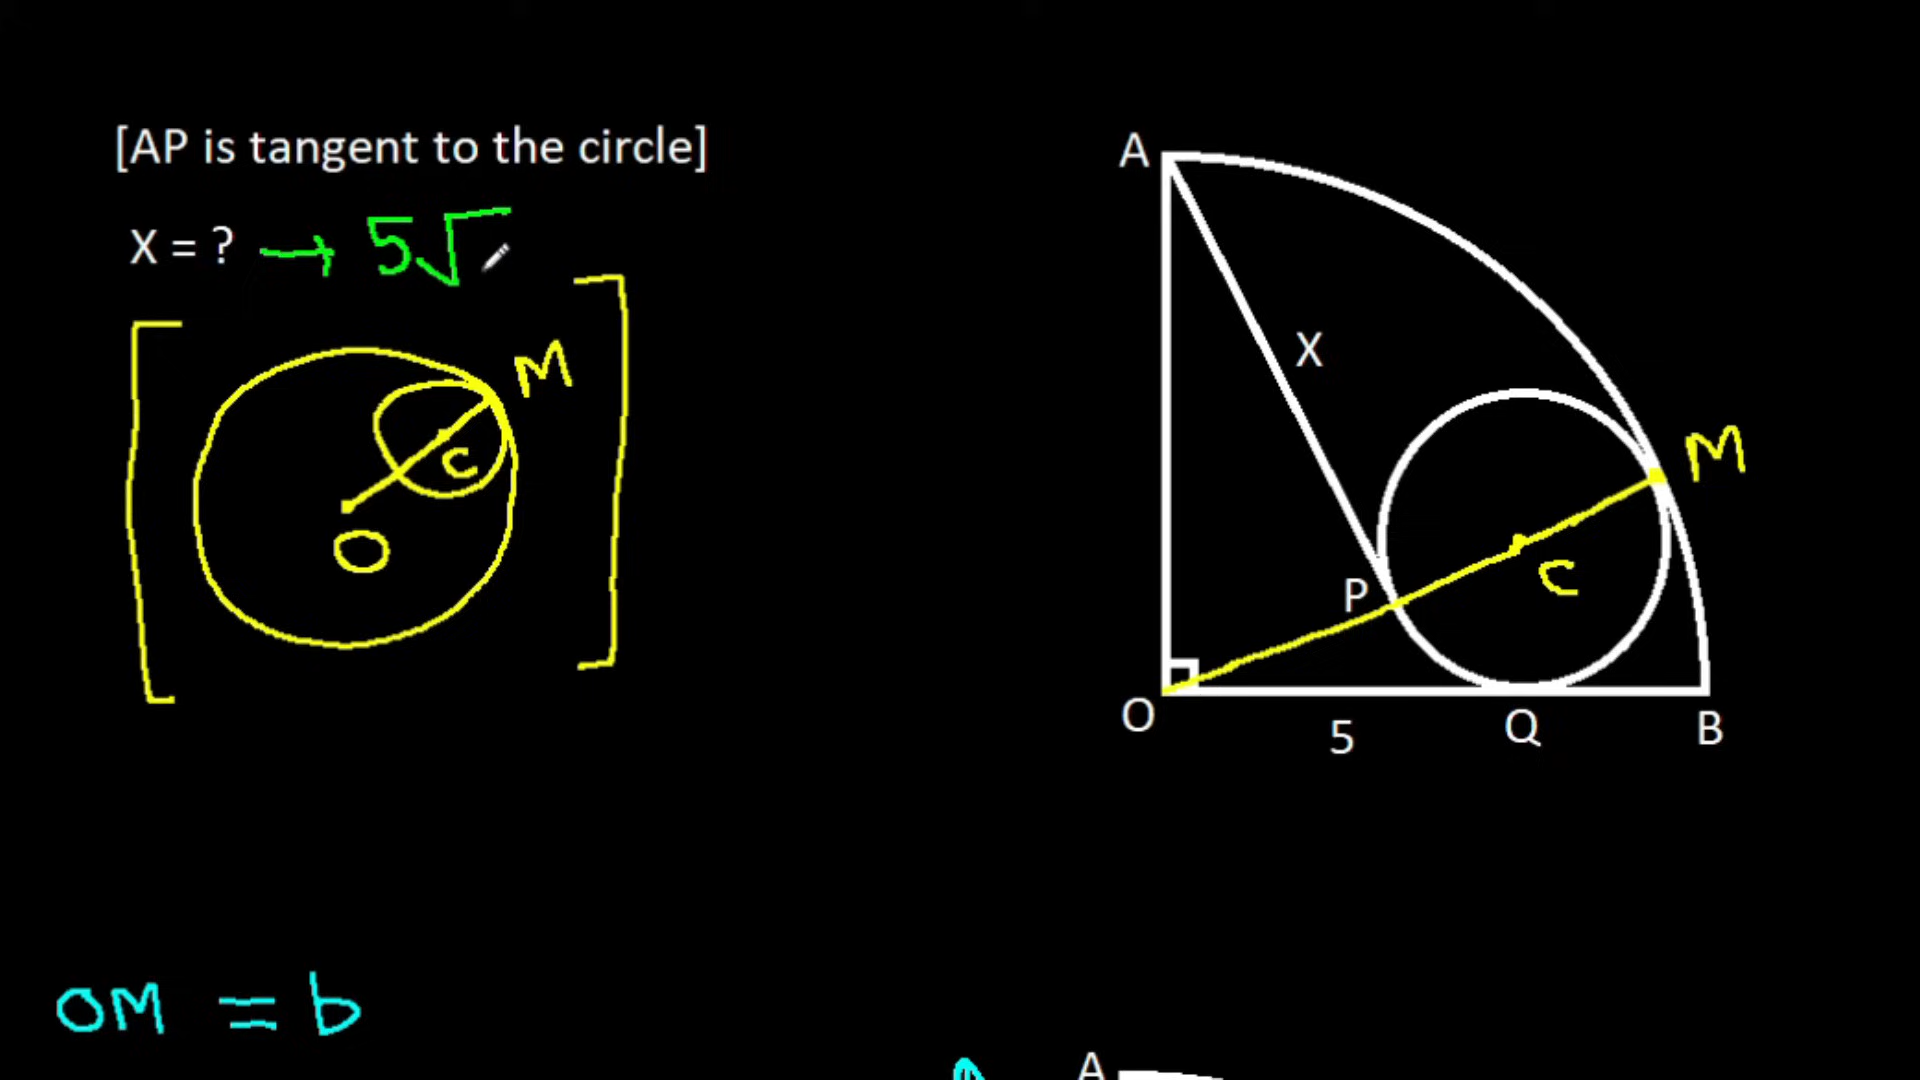 [AP is tangent to the circle]
X = ? → 5√
M
C
O
A
X
M
C
P
O
5
Q
B
OM = b
A